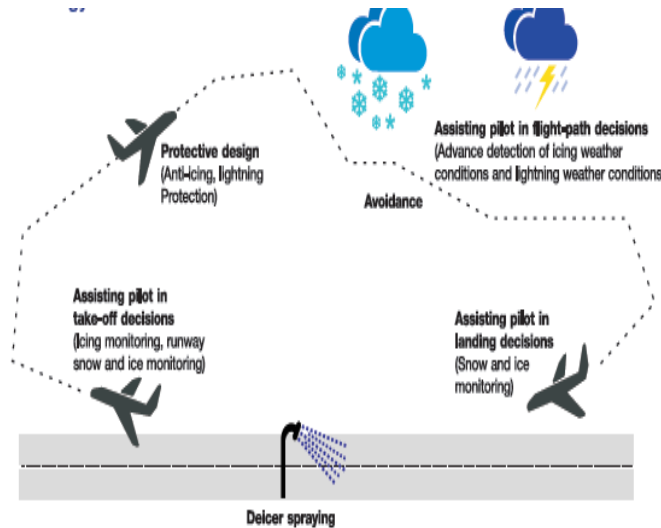 Protective design
(Anti-icing, lightning
Protection)
Assisting pilot in flight-path decisions
(Advance detection of icing weather
conditions and lightning weather conditions
Avoidance
Assisting pilot in
take-off decisions
(Icing monitoring, runway
snow and ice monitoring)
Assisting pilot in
landing decisions
(Snow and ice
monitoring)
Deicer spraying